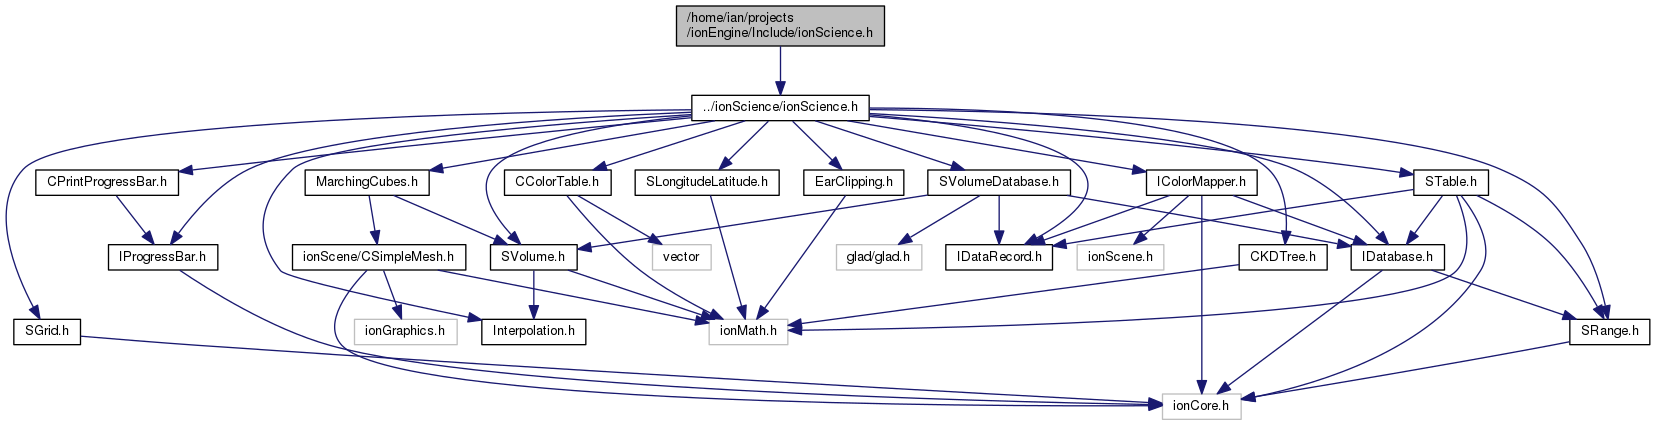 /home/ian/projects
/ionEngine/Include/ionScience.h
../ionScience/ionScience.h
CPrintProgressBar.h
MarchingCubes.h
CColorTable.h
SLongitudeLatitude.h
EarClipping.h
SVolumeDatabase.h
IColorMapper.h
STable.h
IProgressBar.h
ionScene/CSimpleMesh.h
SVolume.h
vector
glad/glad.h
IDataRecord.h
ionScene.h
CKDTree.h
IDatabase.h
SGrid.h
ionGraphics.h
Interpolation.h
ionMath.h
SRange.h
ionCore.h